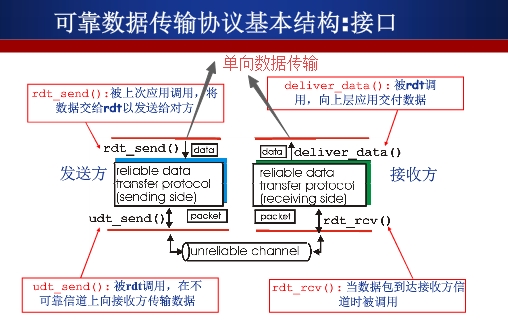 可靠数据传输协议基本结构:接口
单向数据传输
rdt_send():被上次应用调用，将
数据交给rdt以发送给对方
deliver_data():被rdt调
用，向上层应用交付数据
rdt_send()
data
data
deliver_data()
发送方
reliable data
transfer protocol
(sending side)
reliable data
transfer protocol
(receiving side)
接收方
udt_send()
packet
packet
rdt_rcv()
unreliable channel
udt_send():被rdt调用，在不
可靠信道上向接收方传输数据
rdt_rcv():当数据包到达接收方信
道时被调用